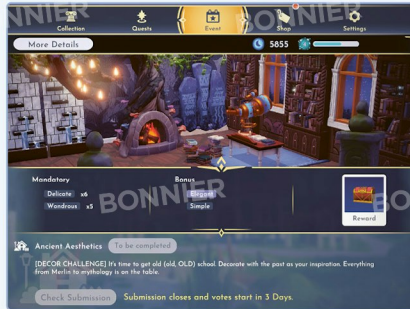 BONNIER
Collection
Quests
Event
Shop
Settings
More Details
5855
BONNIER
Mandatory
Bonus
Delicate x6
Elegant
Wondrous x5
Simple
Reward
Ancient Aesthetics
To be completed
[DECOR CHALLENGE] It's time to get old (old, OLD) school. Decorate with the past as your inspiration. Everything
from Merlin to mythology is on the table.
Check Submission
Submission closes and votes start in 3 Days.